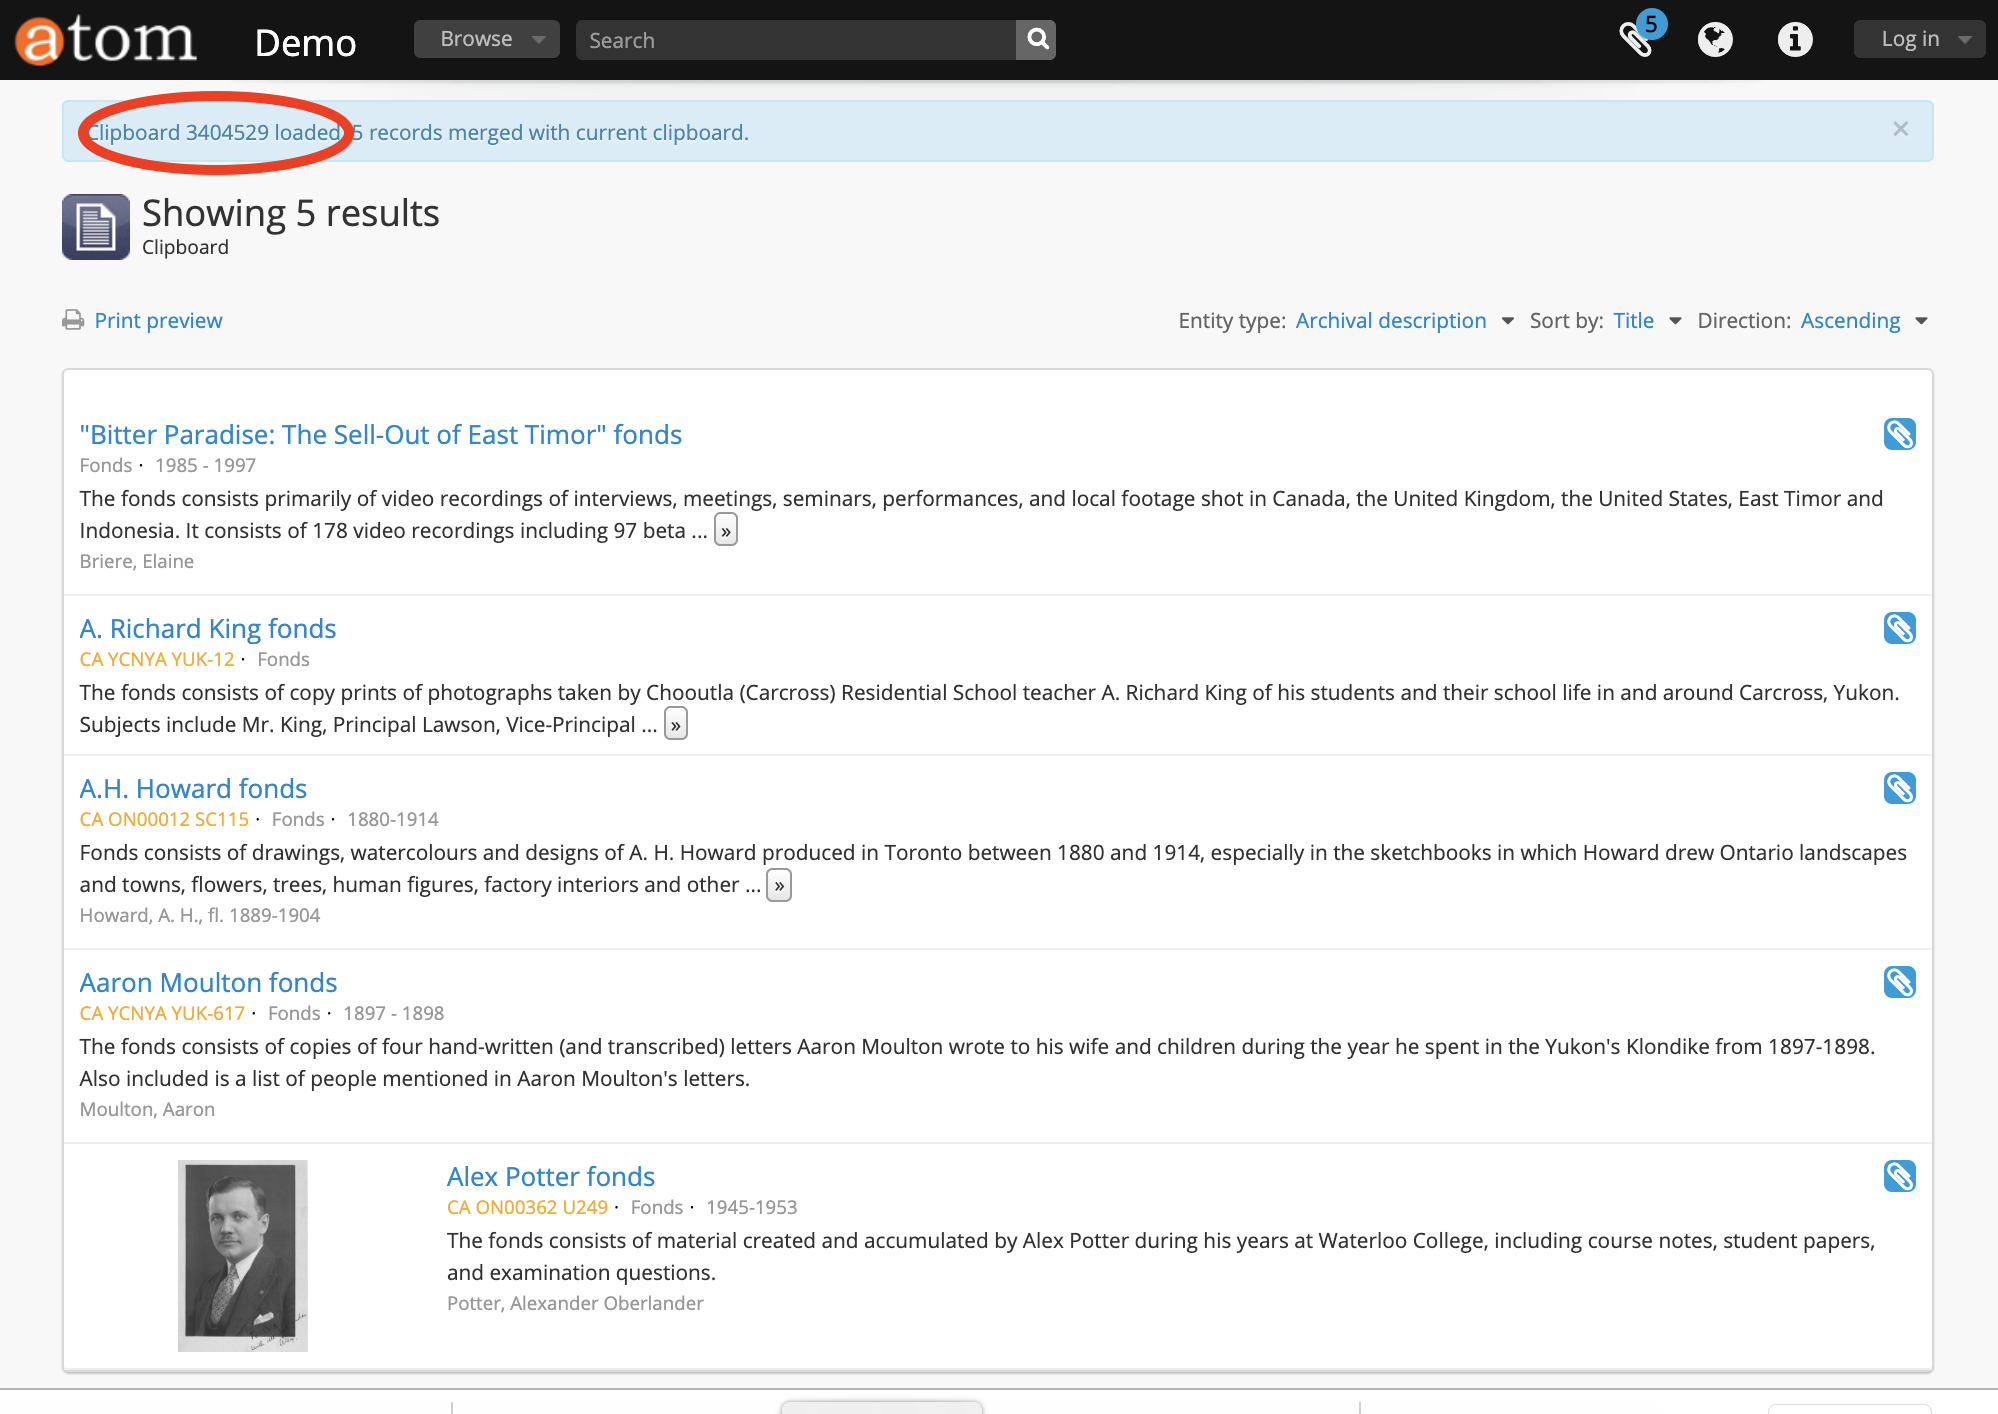 atom Demo Browse Search 5 Log in
Clipboard 3404529 loaded, 5 records merged with current clipboard. ×
Showing 5 results
Clipboard
Print preview Entity type: Archival description Sort by: Title Direction: Ascending
"Bitter Paradise: The Sell-Out of East Timor" fonds
Fonds · 1985 - 1997
The fonds consists primarily of video recordings of interviews, meetings, seminars, performances, and local footage shot in Canada, the United Kingdom, the United States, East Timor and
Indonesia. It consists of 178 video recordings including 97 beta ... »
Briere, Elaine
A. Richard King fonds
CA YCNYA YUK-12 · Fonds
The fonds consists of copy prints of photographs taken by Chooutla (Carcross) Residential School teacher A. Richard King of his students and their school life in and around Carcross, Yukon.
Subjects include Mr. King, Principal Lawson, Vice-Principal ... »
A.H. Howard fonds
CA ON00012 SC115 · Fonds · 1880-1914
Fonds consists of drawings, watercolours and designs of A. H. Howard produced in Toronto between 1880 and 1914, especially in the sketchbooks in which Howard drew Ontario landscapes
and towns, flowers, trees, human figures, factory interiors and other ... »
Howard, A. H., fl. 1889-1904
Aaron Moulton fonds
CA YCNYA YUK-617 · Fonds · 1897 - 1898
The fonds consists of copies of four hand-written (and transcribed) letters Aaron Moulton wrote to his wife and children during the year he spent in the Yukon's Klondike from 1897-1898.
Also included is a list of people mentioned in Aaron Moulton's letters.
Moulton, Aaron
Alex Potter fonds
CA ON00362 U249 · Fonds · 1945-1953
The fonds consists of material created and accumulated by Alex Potter during his years at Waterloo College, including course notes, student papers,
and examination questions.
Potter, Alexander Oberlander